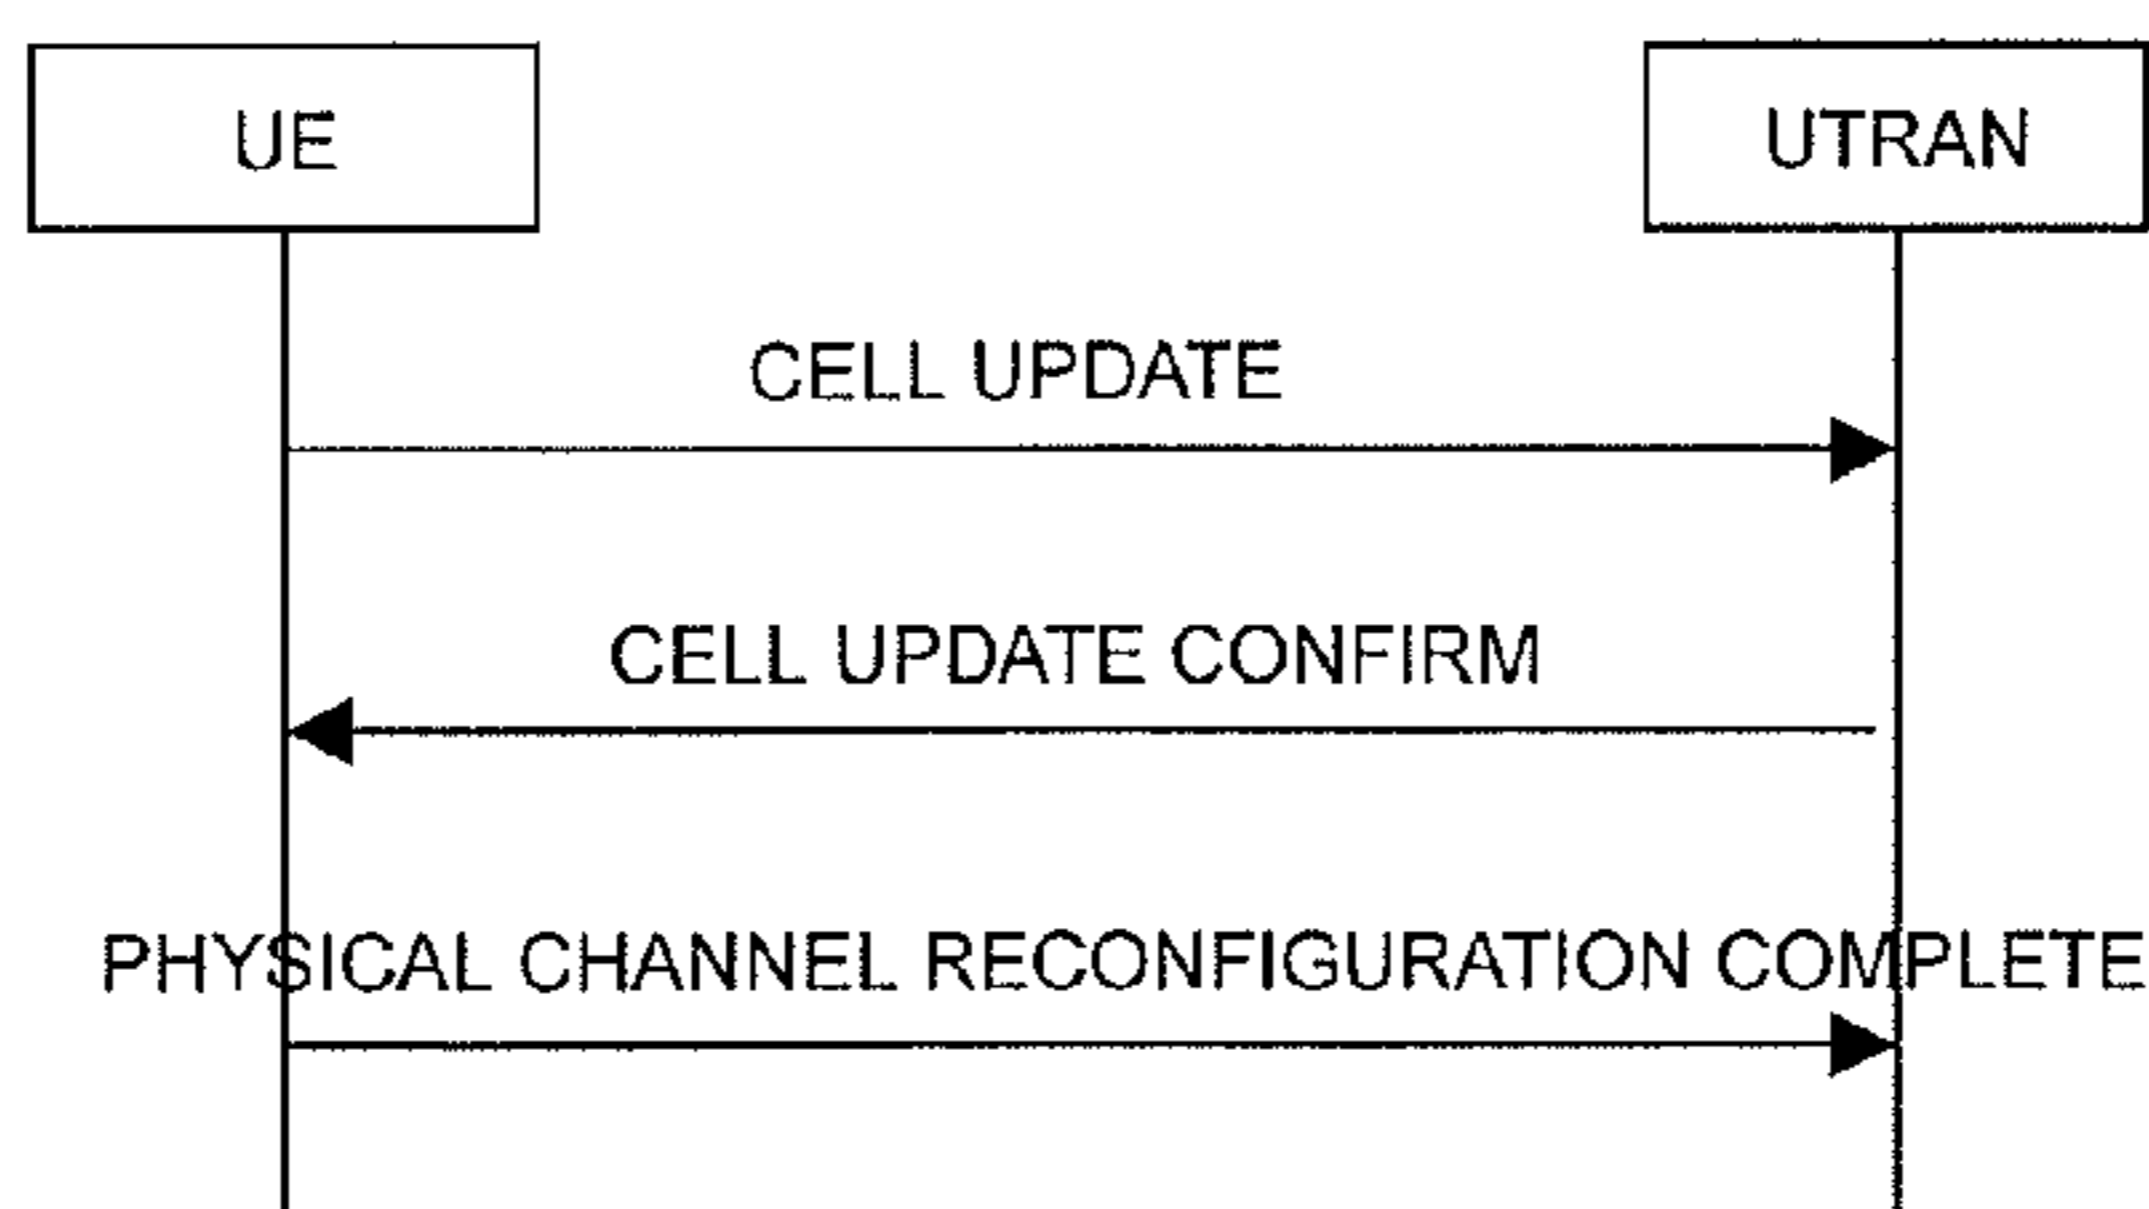 UE
UTRAN
CELL UPDATE
CELL UPDATE CONFIRM
PHYSICAL CHANNEL RECONFIGURATION COMPLETE